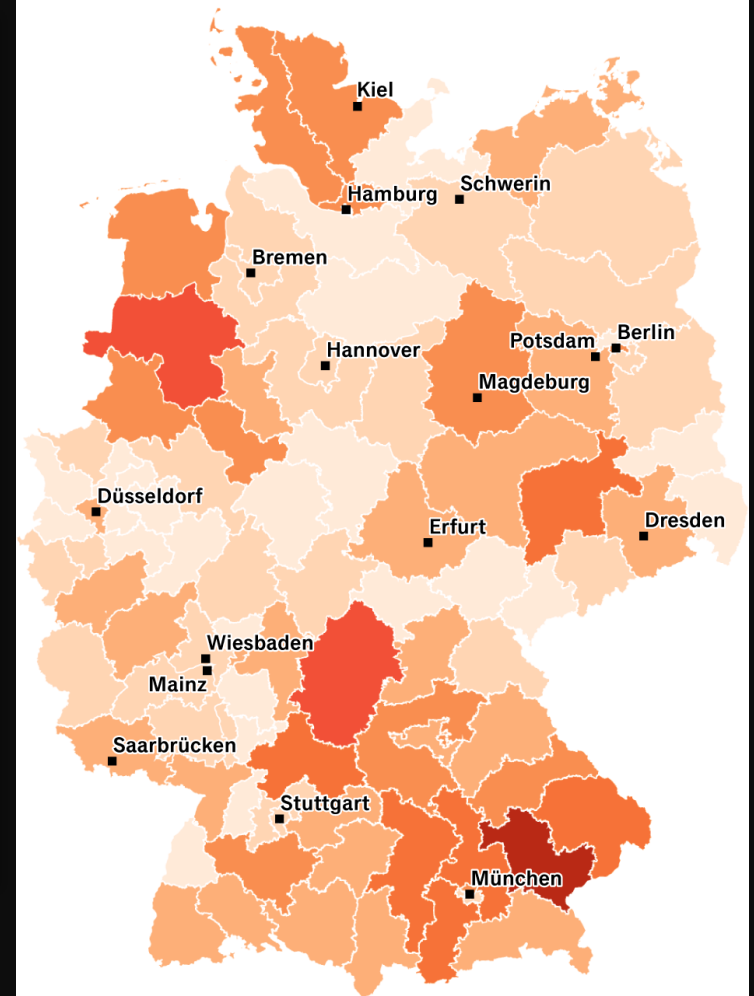 Kiel
Hamburg
Schwerin
Bremen
Hannover
Potsdam
Berlin
Magdeburg
Düsseldorf
Erfurt
Dresden
Wiesbaden
Mainz
Saarbrücken
Stuttgart
München